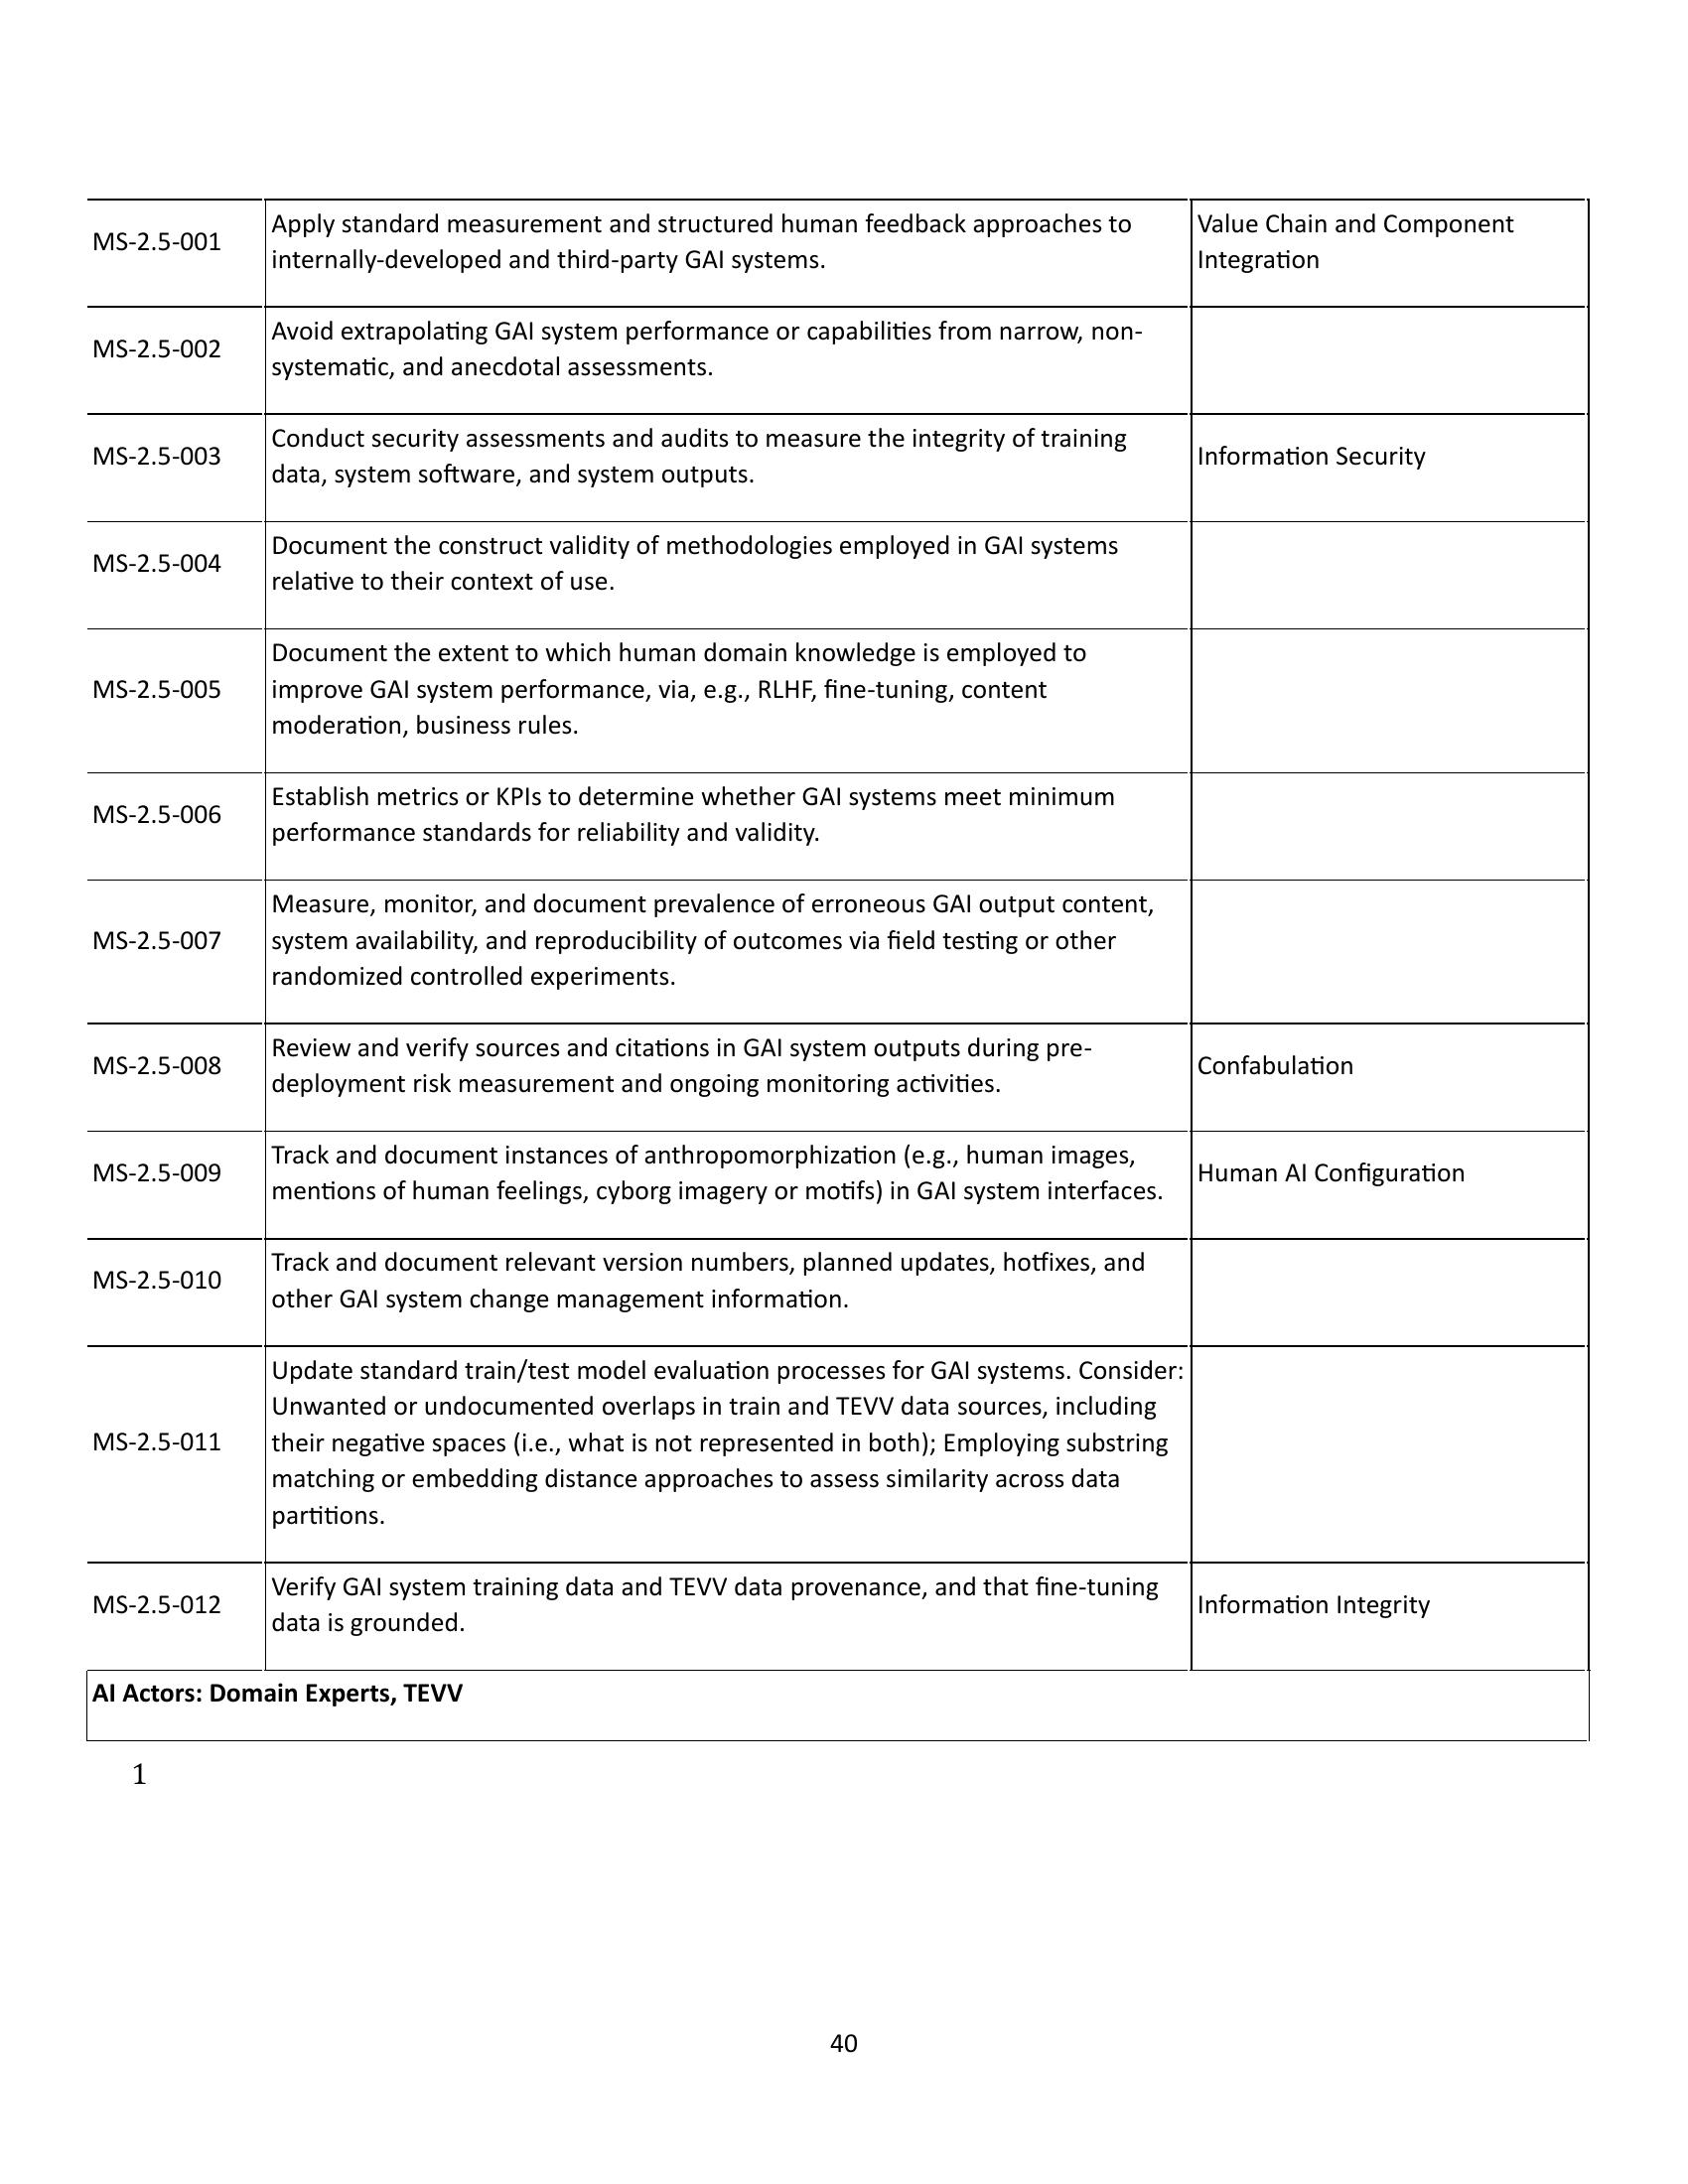 MS-2.5-001
Apply standard measurement and structured human feedback approaches to
internally-developed and third-party GAI systems.
Value Chain and Component
Integration
MS-2.5-002
Avoid extrapolating GAI system performance or capabilities from narrow, non-
systematic, and anecdotal assessments.
MS-2.5-003
Conduct security assessments and audits to measure the integrity of training
data, system software, and system outputs.
Information Security
MS-2.5-004
Document the construct validity of methodologies employed in GAI systems
relative to their context of use.
MS-2.5-005
Document the extent to which human domain knowledge is employed to
improve GAI system performance, via, e.g., RLHF, fine-tuning, content
moderation, business rules.
MS-2.5-006
Establish metrics or KPIs to determine whether GAI systems meet minimum
performance standards for reliability and validity.
MS-2.5-007
Measure, monitor, and document prevalence of erroneous GAI output content,
system availability, and reproducibility of outcomes via field testing or other
randomized controlled experiments.
MS-2.5-008
Review and verify sources and citations in GAI system outputs during pre-
deployment risk measurement and ongoing monitoring activities.
Confabulation
MS-2.5-009
Track and document instances of anthropomorphization (e.g., human images,
mentions of human feelings, cyborg imagery or motifs) in GAI system interfaces.
Human AI Configuration
MS-2.5-010
Track and document relevant version numbers, planned updates, hotfixes, and
other GAI system change management information.
MS-2.5-011
Update standard train/test model evaluation processes for GAI systems. Consider:
Unwanted or undocumented overlaps in train and TEVV data sources, including
their negative spaces (i.e., what is not represented in both); Employing substring
matching or embedding distance approaches to assess similarity across data
partitions.
MS-2.5-012
Verify GAI system training data and TEVV data provenance, and that fine-tuning
data is grounded.
Information Integrity
AI Actors: Domain Experts, TEVV
1
40